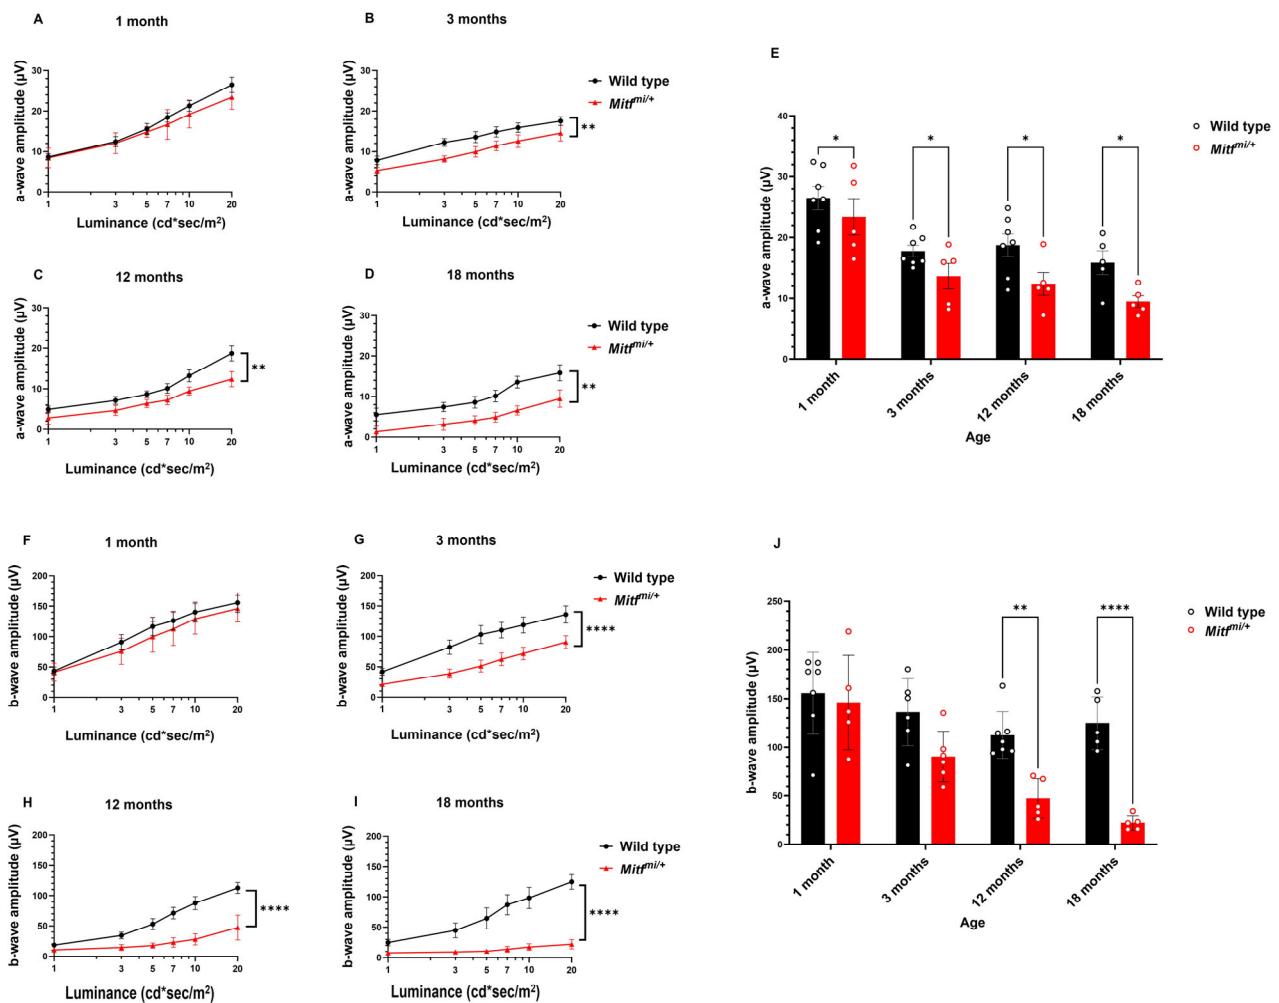 A
1 month
a-wave amplitude (µV)
30
20
10
0
1
3
5
7
10
20
Luminance (cd*sec/m²)
B
3 months
a-wave amplitude (µV)
30
20
10
0
1
3
5
7
10
20
Luminance (cd*sec/m²)
Wild type
Mitf^mi/+
**
C
12 months
a-wave amplitude (µV)
30
20
10
0
1
3
5
7
10
20
Luminance (cd*sec/m²)
**
D
18 months
a-wave amplitude (µV)
30
20
10
0
1
3
5
7
10
20
Luminance (cd*sec/m²)
Wild type
Mitf^mi/+
**
E
a-wave amplitude (µV)
40
30
20
10
0
*
*
*
*
1 month
3 months
12 months
18 months
Age
Wild type
Mitf^mi/+
F
1 month
b-wave amplitude (µV)
200
150
100
50
0
1
3
5
7
10
20
Luminance (cd*sec/m²)
G
3 months
b-wave amplitude (µV)
200
150
100
50
0
1
3
5
7
10
20
Luminance (cd*sec/m²)
Wild type
Mitf^mi/+
****
H
12 months
b-wave amplitude (µV)
200
150
100
50
0
1
3
5
7
10
20
Luminance (cd*sec/m²)
****
I
18 months
b-wave amplitude (µV)
200
150
100
50
0
1
3
5
7
10
20
Luminance (cd*sec/m²)
Wild type
Mitf^mi/+
****
J
b-wave amplitude (µV)
250
200
150
100
50
0
**
****
1 month
3 months
12 months
18 months
Age
Wild type
Mitf^mi/+